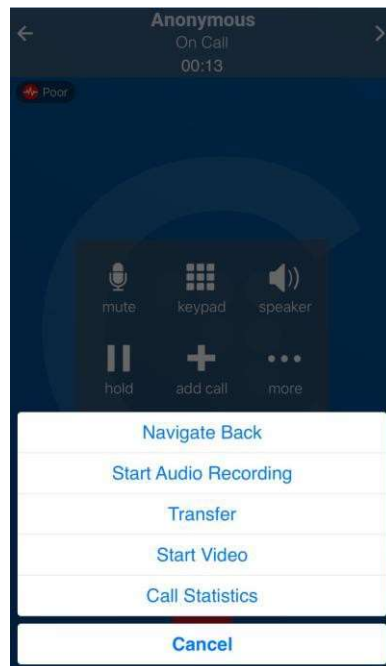 Anonymous
On Call
00:13
Poor
mute keypad speaker
hold add call more
Navigate Back
Start Audio Recording
Transfer
Start Video
Call Statistics
Cancel